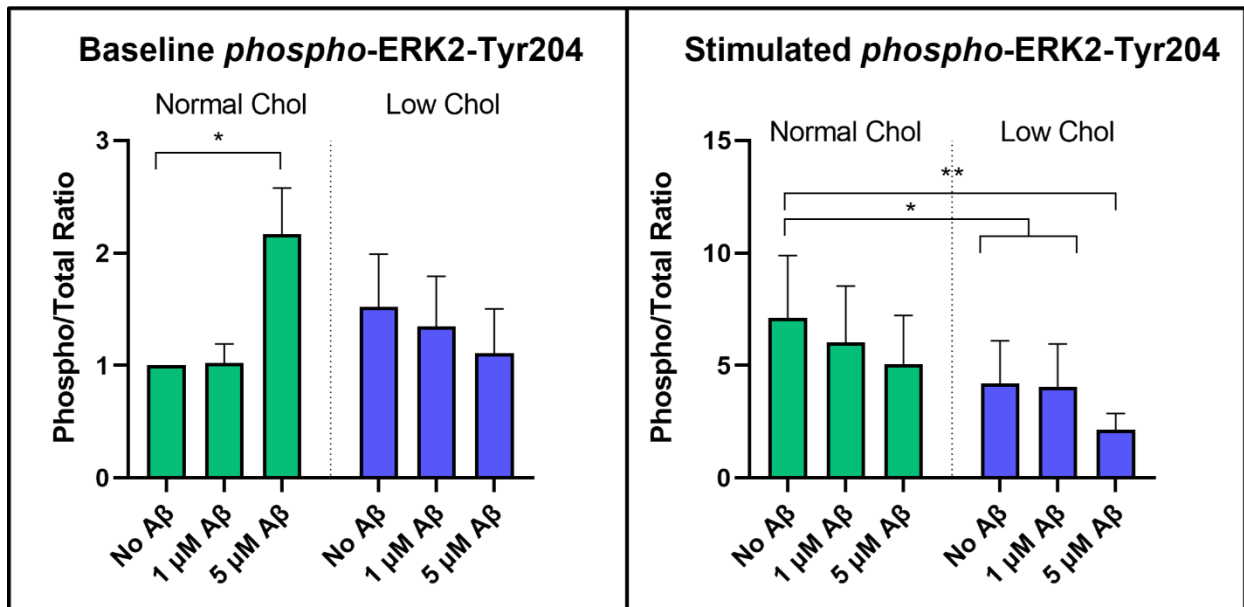 Baseline phospho-ERK2-Tyr204
Normal Chol
Low Chol
*
Phospho/Total Ratio
3
2
1
0
No Aβ
1 μM Aβ
5 μM Aβ
No Aβ
1 μM Aβ
5 μM Aβ
Stimulated phospho-ERK2-Tyr204
Normal Chol
Low Chol
**
*
Phospho/Total Ratio
15
10
5
0
No Aβ
1 μM Aβ
5 μM Aβ
No Aβ
1 μM Aβ
5 μM Aβ